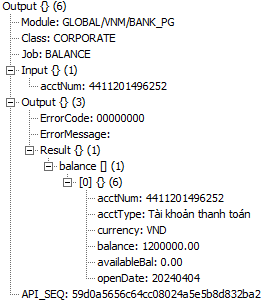 Output {} (6)
Module: GLOBAL/VNM/BANK_PG
Class: CORPORATE
Job: BALANCE
Input {} (1)
acctNum: 4411201496252
Output {} (3)
ErrorCode: 00000000
ErrorMessage:
Result {} (1)
balance [] (1)
[0] {} (6)
acctNum: 4411201496252
acctType: Tài khoản thanh toán
currency: VND
balance: 1200000.00
availableBal: 0.00
openDate: 20240404
API_SEQ: 59d0a5656c64cc08024a5e5b8d832ba2